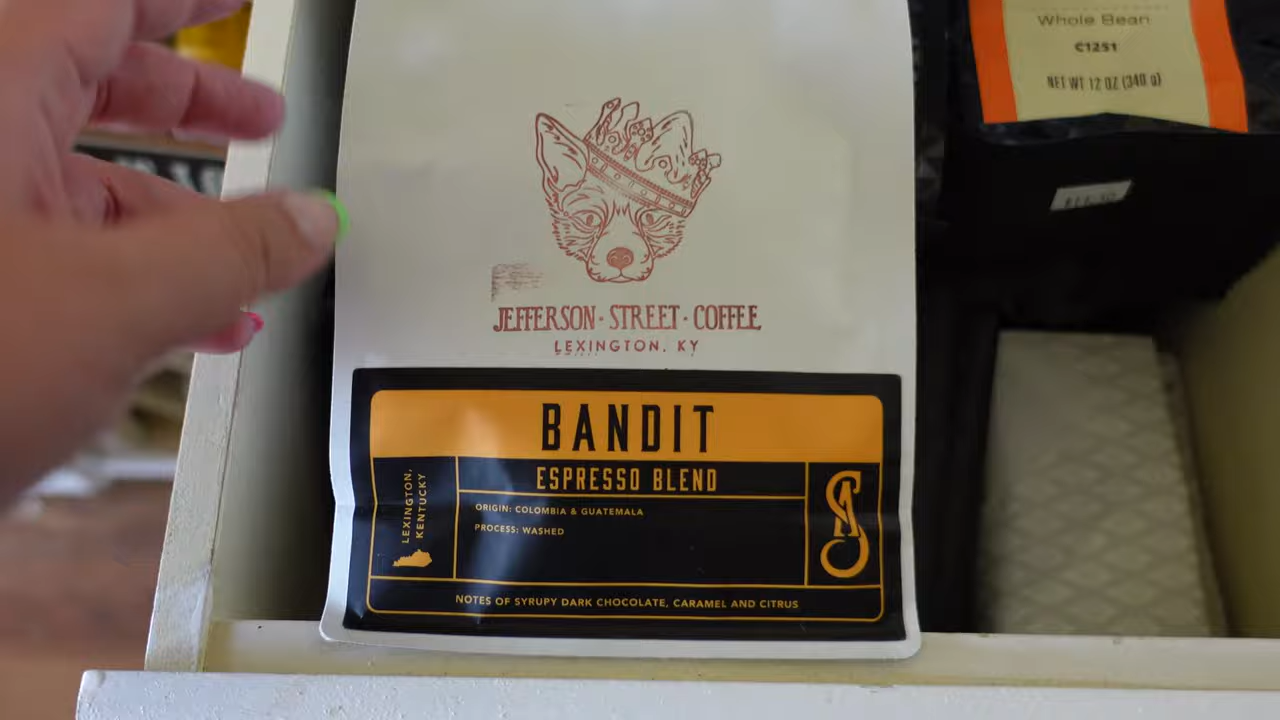 Whole Bean
C1251
NET WT 12 OZ (340 g)
JEFFERSON · STREET · COFFEE
LEXINGTON, KY
BANDIT
ESPRESSO BLEND
LEXINGTON,
KENTUCKY
ORIGIN: COLOMBIA & GUATEMALA
PROCESS: WASHED
NOTES OF SYRUPY DARK CHOCOLATE, CARAMEL AND CITRUS